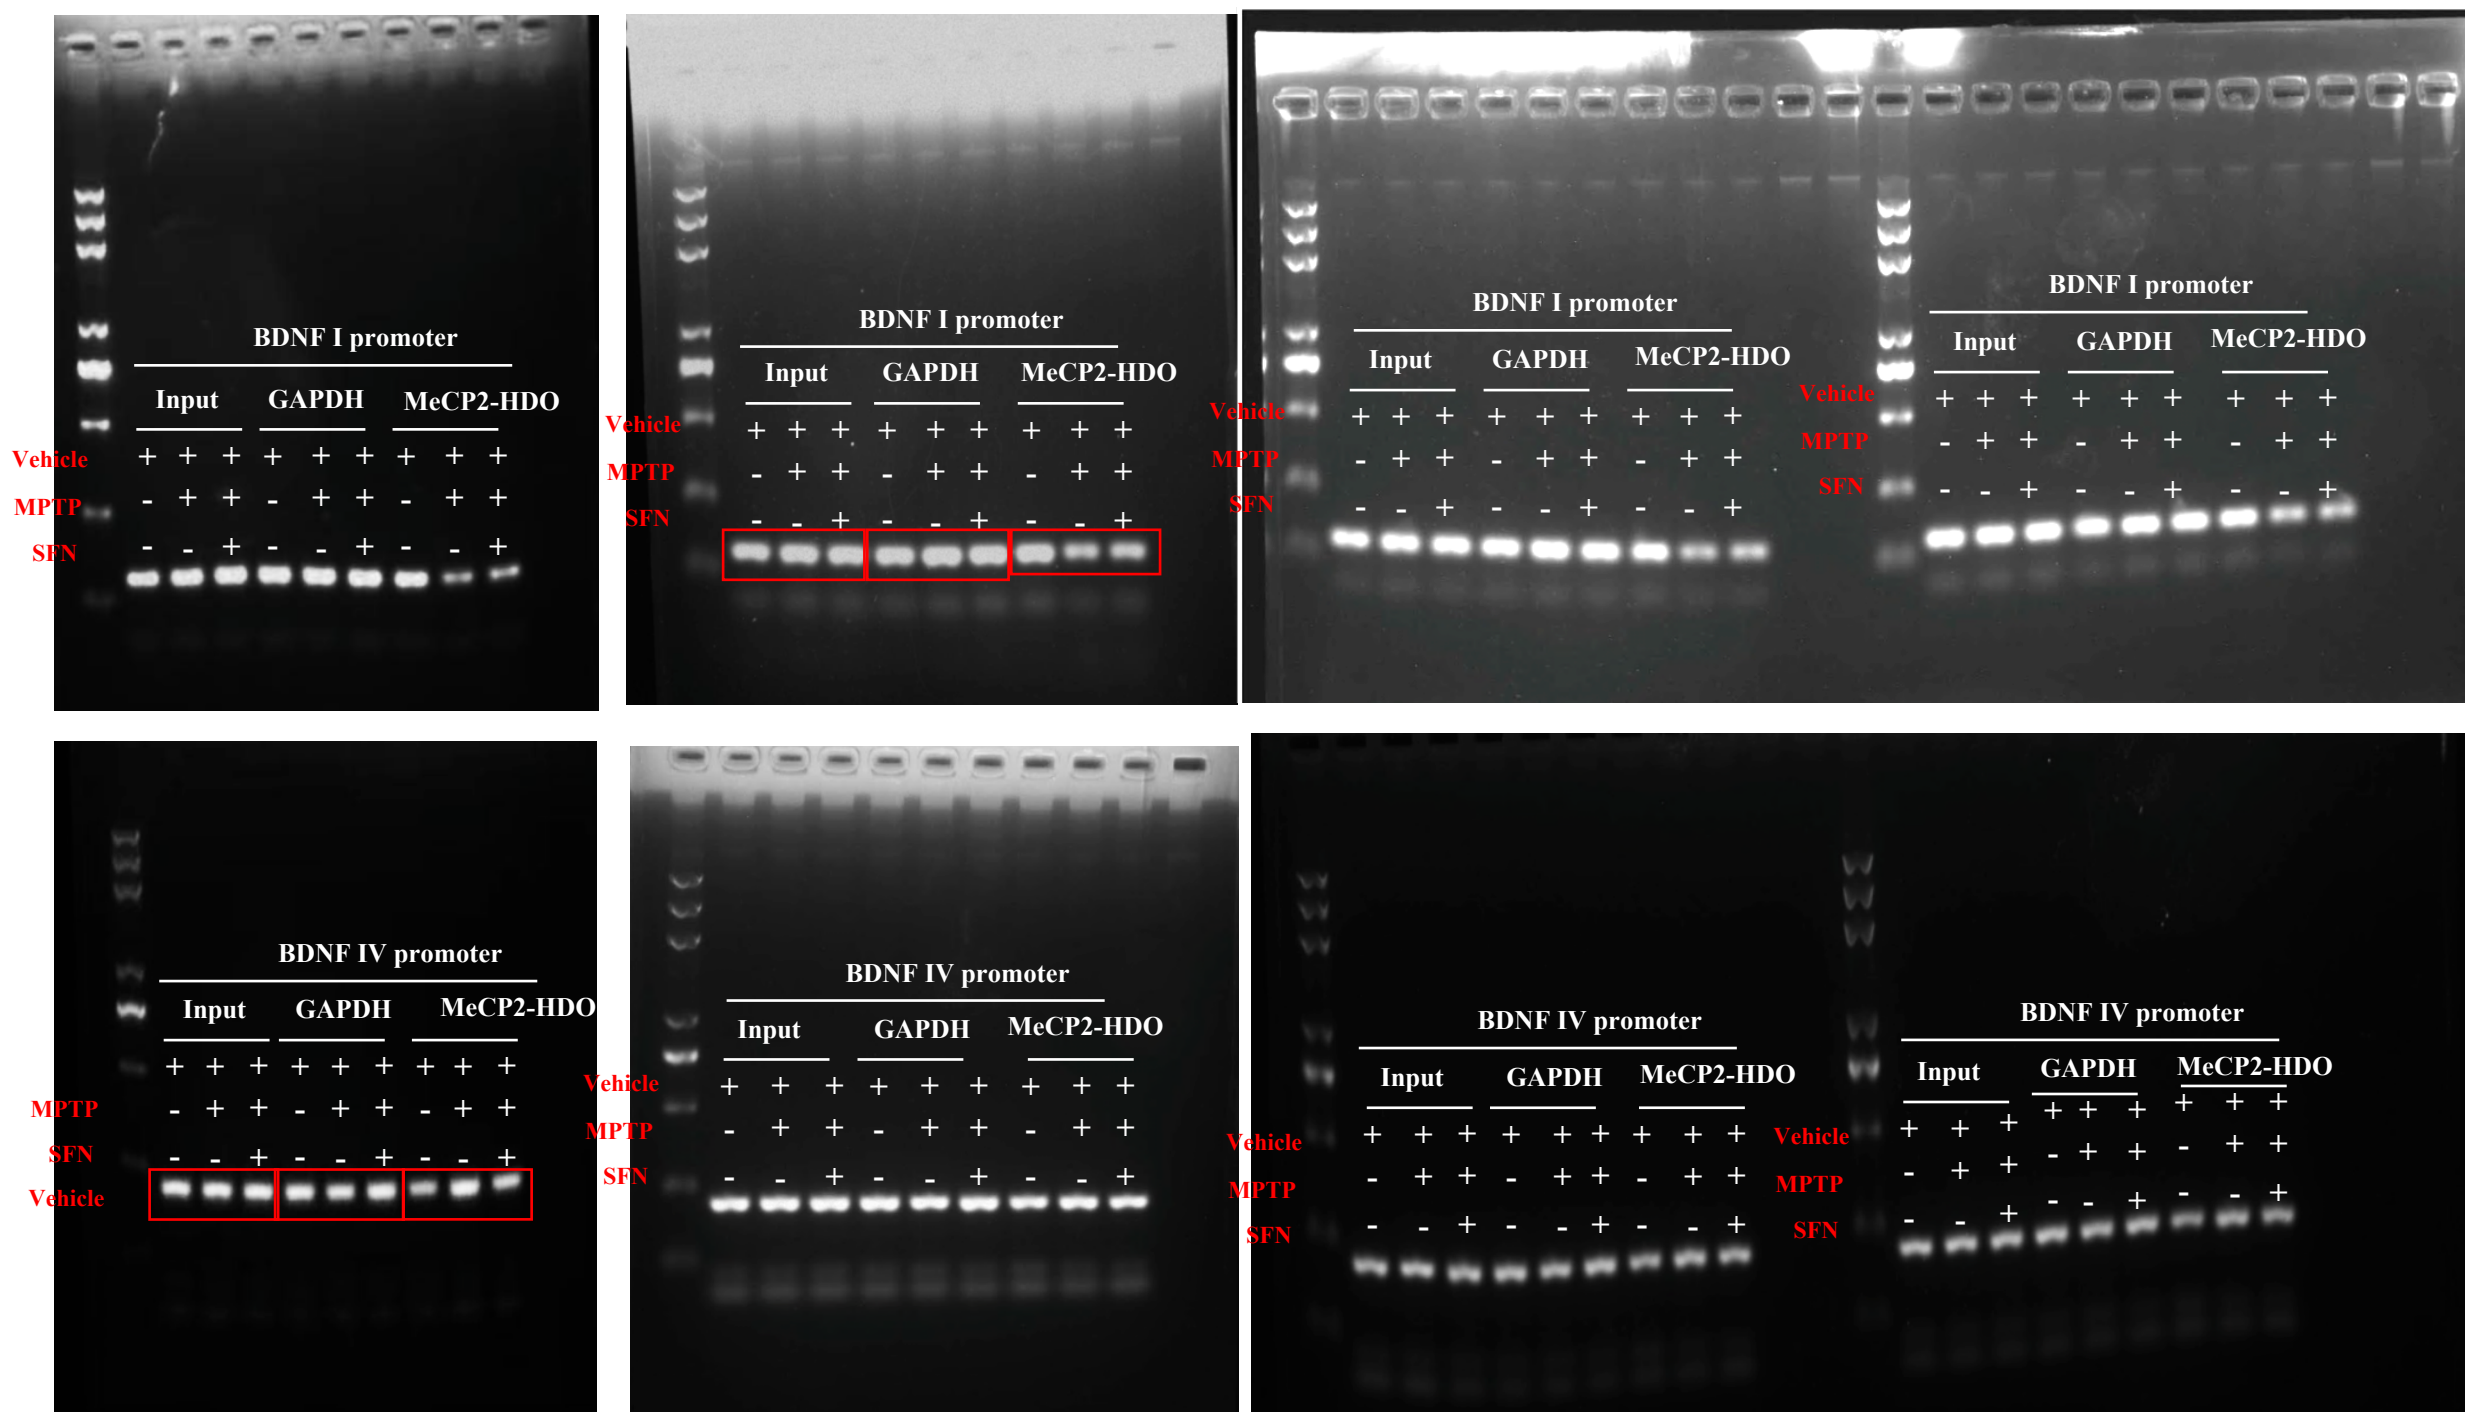 BDNF I promoter
Input GAPDH MeCP2-HDO
Vehicle + + + + + + + + +
MPTP - + + - + + - + +
SFN - - + - - + - - +
BDNF I promoter
Input GAPDH MeCP2-HDO
Vehicle + + + + + + + + +
MPTP - + + - + + - + +
SFN - - + - - + - - +
BDNF I promoter
Input GAPDH MeCP2-HDO
Vehicle + + + + + + + + +
MPTP - + + - + + - + +
SFN - - + - - + - - +
BDNF I promoter
Input GAPDH MeCP2-HDO
Vehicle + + + + + + + + +
MPTP - + + - + + - + +
SFN - - + - - + - - +
BDNF IV promoter
Input GAPDH MeCP2-HDO
+ + + + + + + + +
MPTP - + + - + + - + +
SFN - - + - - + - - +
Vehicle
BDNF IV promoter
Input GAPDH MeCP2-HDO
Vehicle + + + + + + + + +
MPTP - + + - + + - + +
SFN - - + - - + - - +
BDNF IV promoter
Input GAPDH MeCP2-HDO
Vehicle + + + + + + + + +
MPTP - + + - + + - + +
SFN - - + - - + - - +
BDNF IV promoter
Input GAPDH MeCP2-HDO
Vehicle + + + + + + + + +
MPTP - + + - + + - + +
SFN - - + - - + - - +